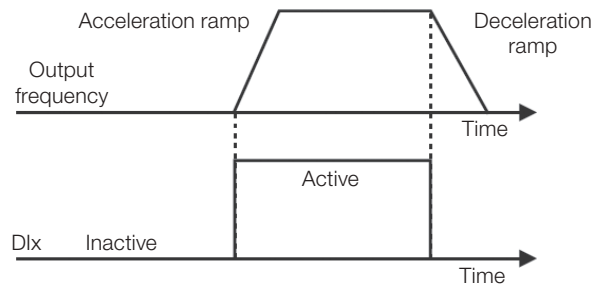 Acceleration ramp
Deceleration
ramp
Output
frequency
Time
Active
DIx
Inactive
Time